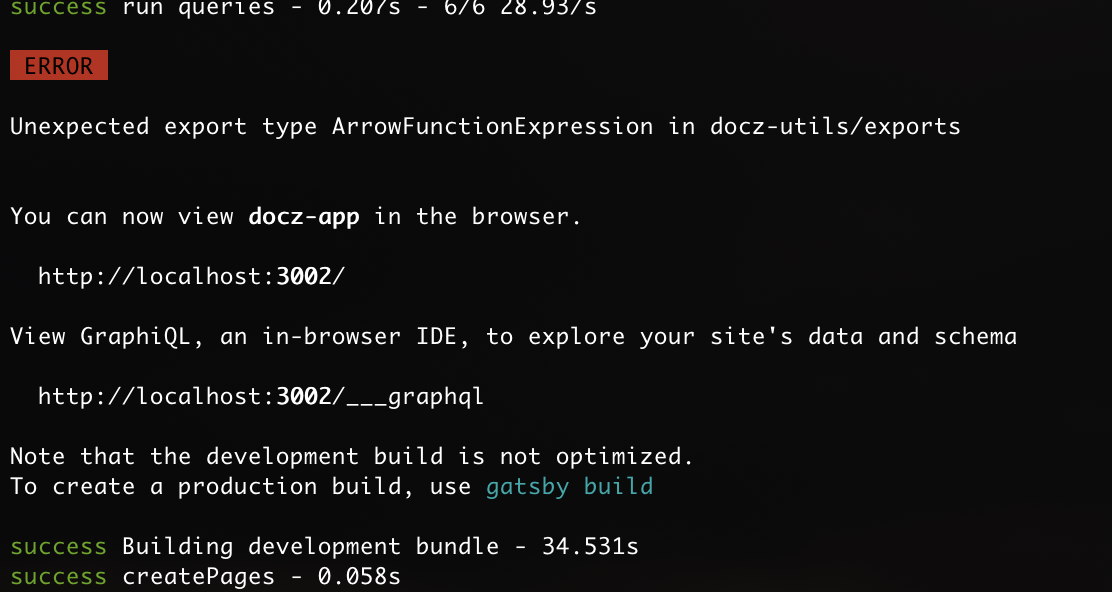 success run queries - 0.207s - 6/6 28.93/s
ERROR
Unexpected export type ArrowFunctionExpression in docz-utils/exports
You can now view docz-app in the browser.
http://localhost:3002/
View GraphiQL, an in-browser IDE, to explore your site's data and schema
http://localhost:3002/___graphql
Note that the development build is not optimized.
To create a production build, use gatsby build
success Building development bundle - 34.531s
success createPages - 0.058s